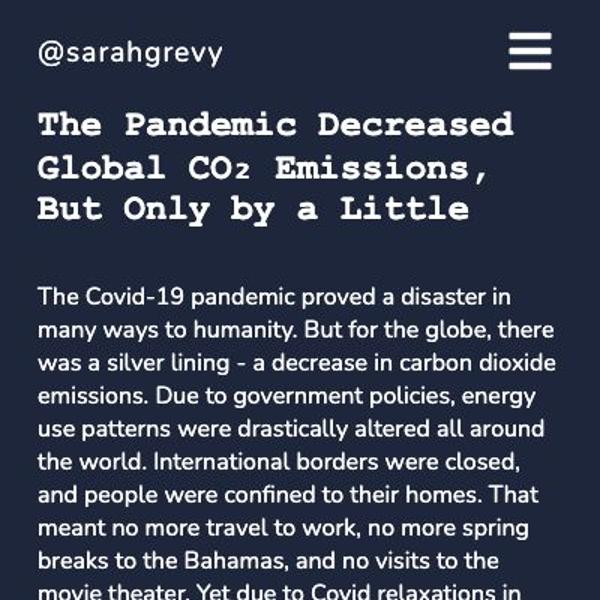 @sarahgrevy
The Pandemic Decreased
Global CO₂ Emissions,
But Only by a Little
The Covid-19 pandemic proved a disaster in
many ways to humanity. But for the globe, there
was a silver lining - a decrease in carbon dioxide
emissions. Due to government policies, energy
use patterns were drastically altered all around
the world. International borders were closed,
and people were confined to their homes. That
meant no more travel to work, no more spring
breaks to the Bahamas, and no visits to the
movie theater. Yet due to Covid relaxations in